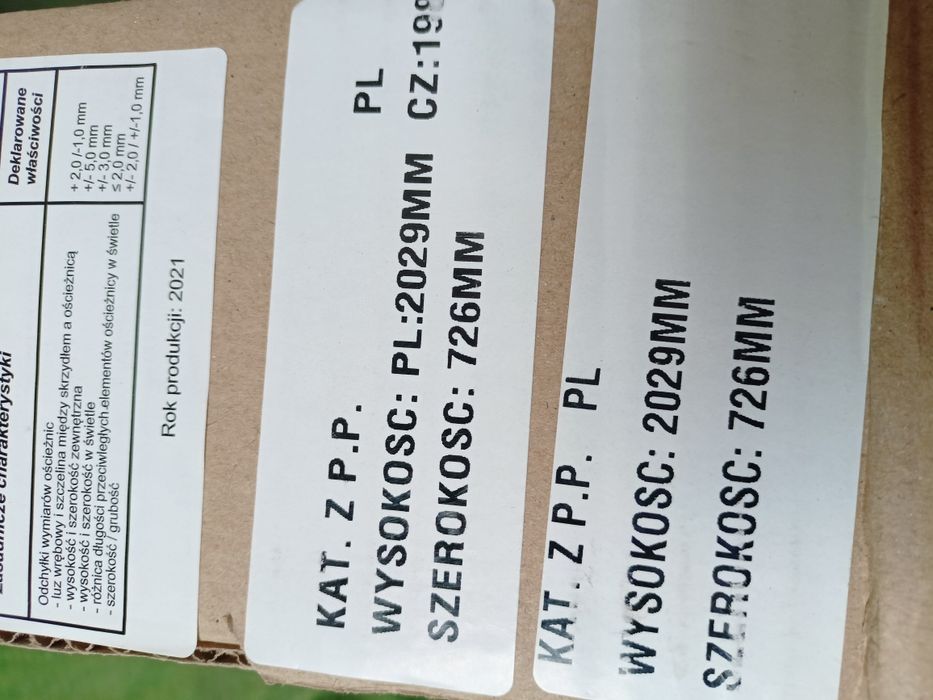 charakterystyki
Deklarowane
właściwości
Odchyłki wymiarów ościeżnic
- luz wrębowy i szczelina między skrzydłem a ościeżnicą
- wysokość i szerokość zewnętrzna
- wysokość i szerokość w świetle
- różnica długości przeciwległych elementów ościeżnicy w świetle
- szerokość / grubość
+ 2,0 /-1,0 mm
+/- 5,0 mm
+/- 3,0 mm
≤ 2,0 mm
+/- 2,0 / +/-1,0 mm
Rok produkcji: 2021
KAT. Z P.P. PL
WYSOKOSC: PL:2029MM CZ:199
SZEROKOSC: 726MM
KAT. Z P.P. PL
WYSOKOSC: 2029MM
SZEROKOSC: 726MM